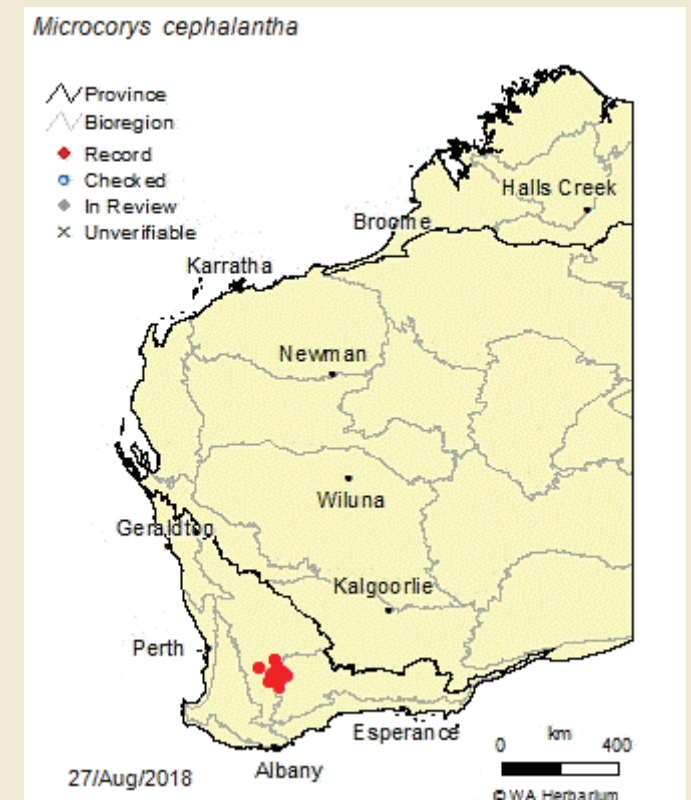 Microcorys cephalantha
Province
Bioregion
Record
Checked
In Review
Unverifiable
Halls Creek
Broome
Karratha
Newman
Wiluna
Geraldton
Kalgoorlie
Perth
Esperance
0 km 400
Albany
27/Aug/2018
© WA Herbarium